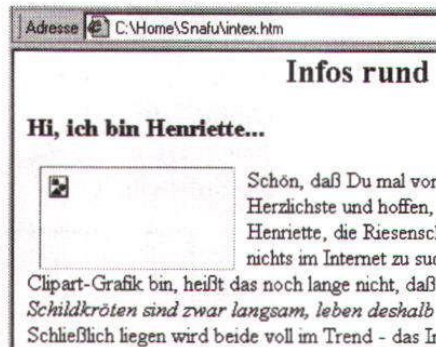 Adresse C:\Home\Snafu\intex.htm
Infos rund
Hi, ich bin Henriette...
Schön, daß Du mal vor
Herzlichste und hoffen,
Henriette, die Riesensch
nichts im Internet zu suc
Clipart-Grafik bin, heißt das noch lange nicht, daß
Schildkröten sind zwar langsam, leben deshalb
Schließlich liegen wird beide voll im Trend - das In